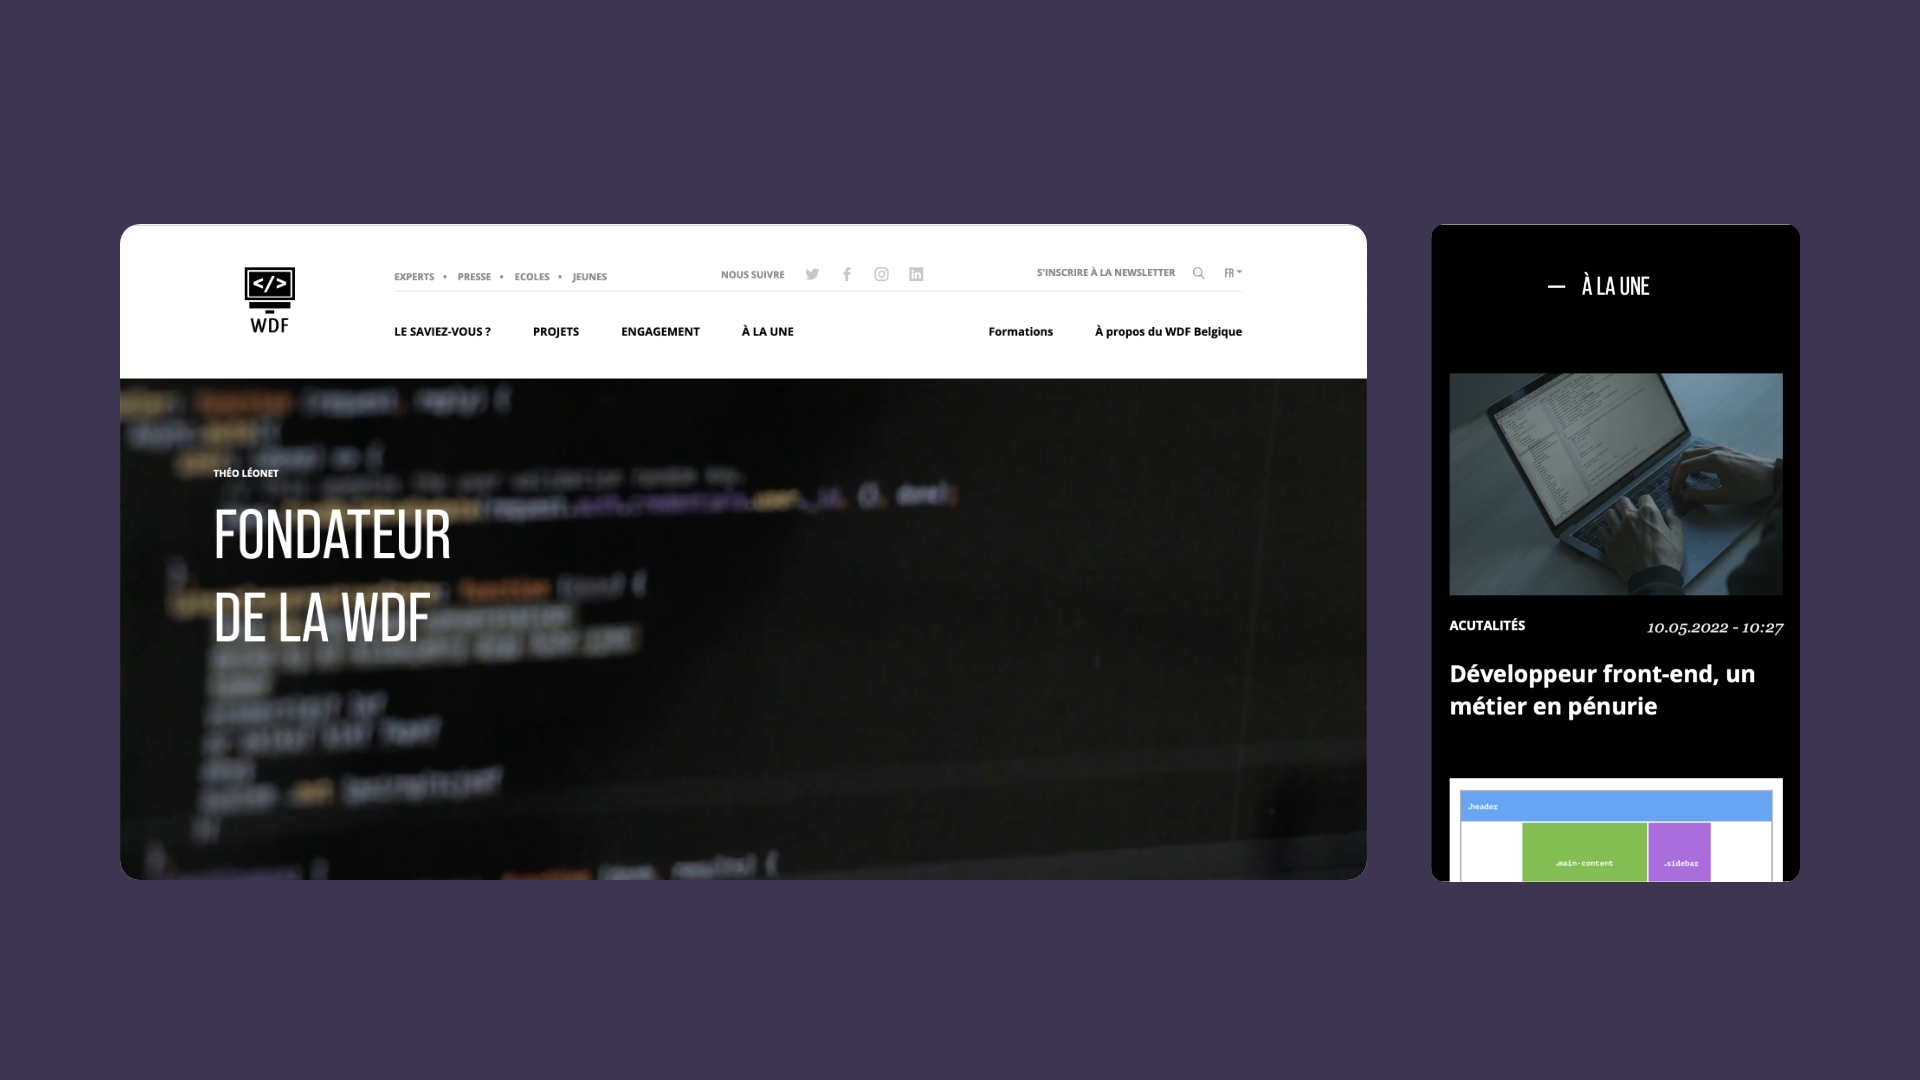 </>
WDF
EXPERTS • PRESSE • ECOLES • JEUNES
NOUS SUIVRE
S'INSCRIRE À LA NEWSLETTER
FR
LE SAVIEZ-VOUS ?
PROJETS
ENGAGEMENT
À LA UNE
Formations
À propos du WDF Belgique
THÉO LÉONET
FONDATEUR
DE LA WDF
— À LA UNE
ACUTALITÉS
10.05.2022 - 10:27
Développeur front-end, un
métier en pénurie
.header
.main-content
.sidebar